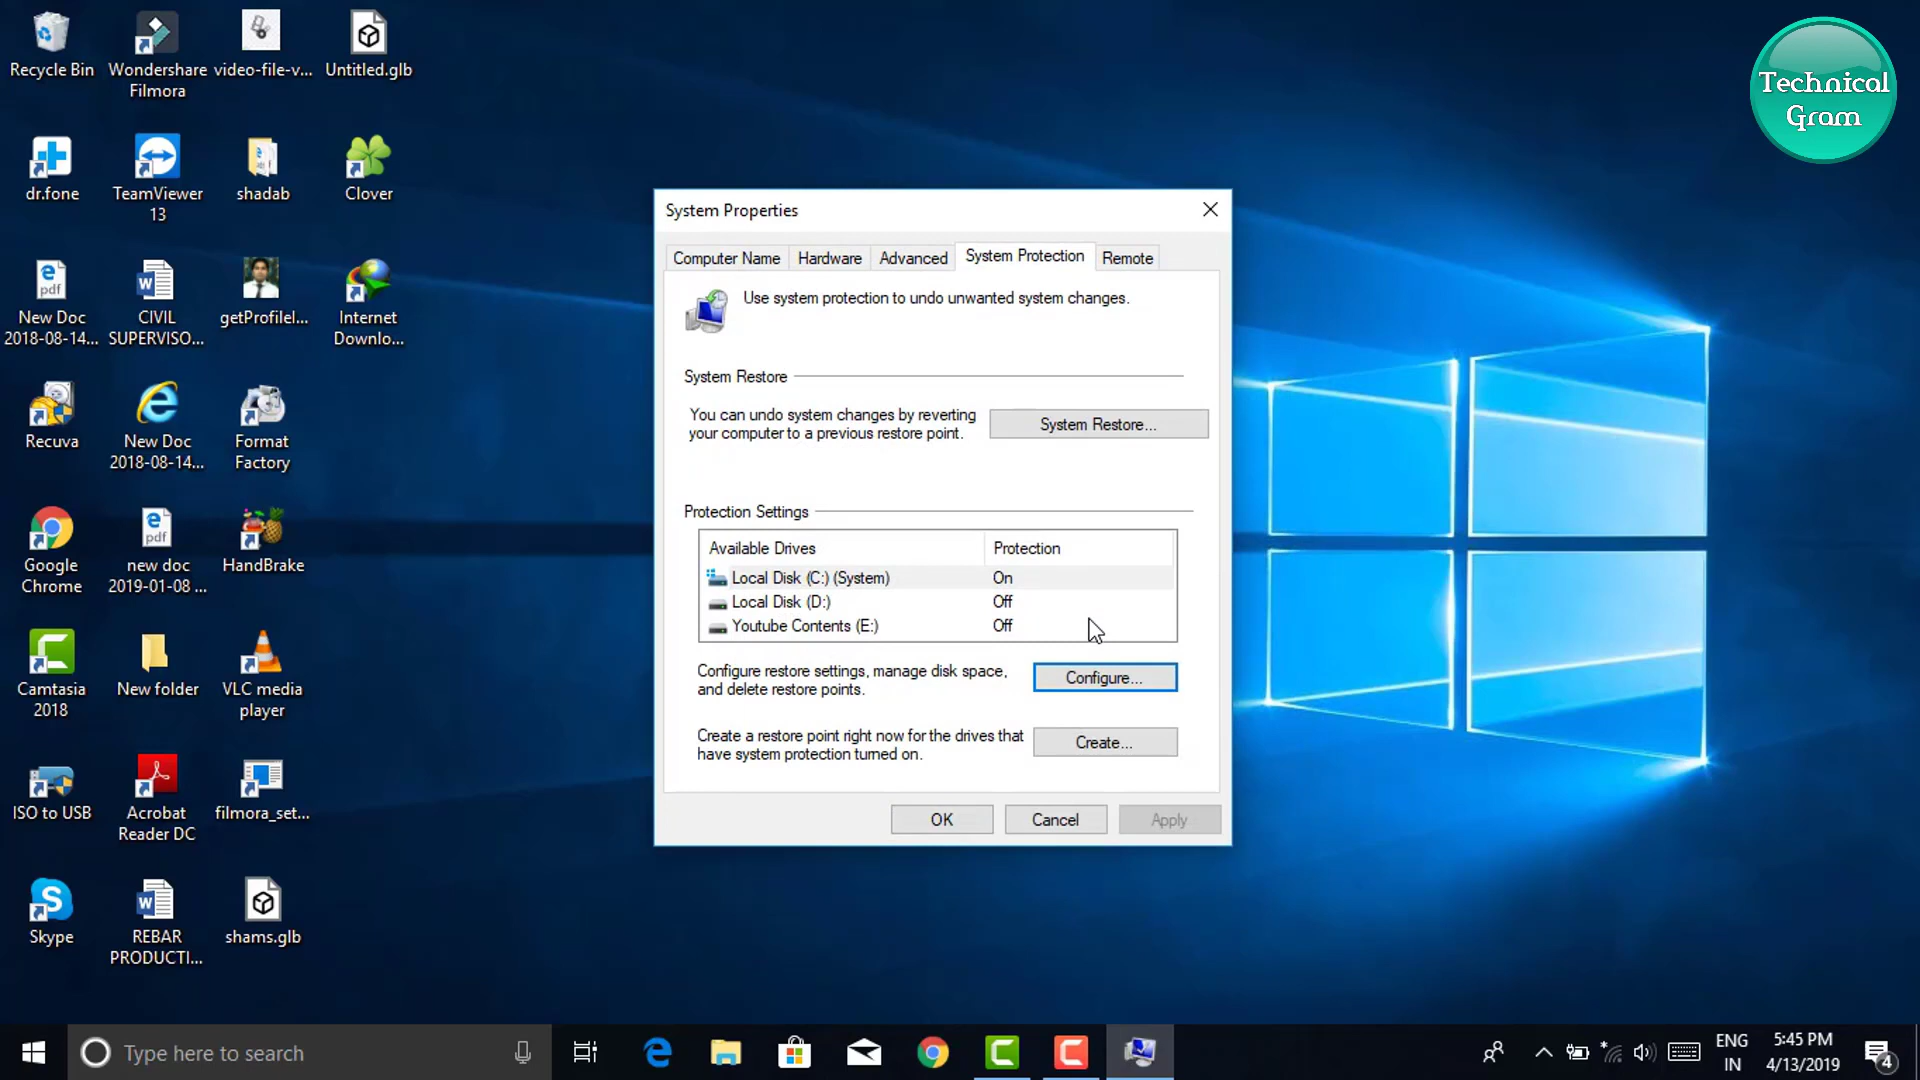 Recycle Bin
Wondershare
Filmora
video-file-v...
Untitled.glb
dr.fone
TeamViewer
13
shadab
Clover
New Doc
2018-08-14...
CIVIL
SUPERVISO...
getProfileI...
Internet
Downlo...
Recuva
New Doc
2018-08-14...
Format
Factory
Google
Chrome
new doc
2019-01-08 ...
HandBrake
Camtasia
2018
New folder
VLC media
player
ISO to USB
Acrobat
Reader DC
filmora_set...
Skype
REBAR
PRODUCTI...
shams.glb
Technical
Gram
System Properties
Computer Name
Hardware
Advanced
System Protection
Remote
Use system protection to undo unwanted system changes.
System Restore
You can undo system changes by reverting
your computer to a previous restore point.
System Restore...
Protection Settings
Available Drives
Protection
Local Disk (C:) (System)
On
Local Disk (D:)
Off
Youtube Contents (E:)
Off
Configure restore settings, manage disk space,
and delete restore points.
Configure...
Create a restore point right now for the drives that
have system protection turned on.
Create...
OK
Cancel
Apply
Type here to search
ENG
IN
5:45 PM
4/13/2019
4